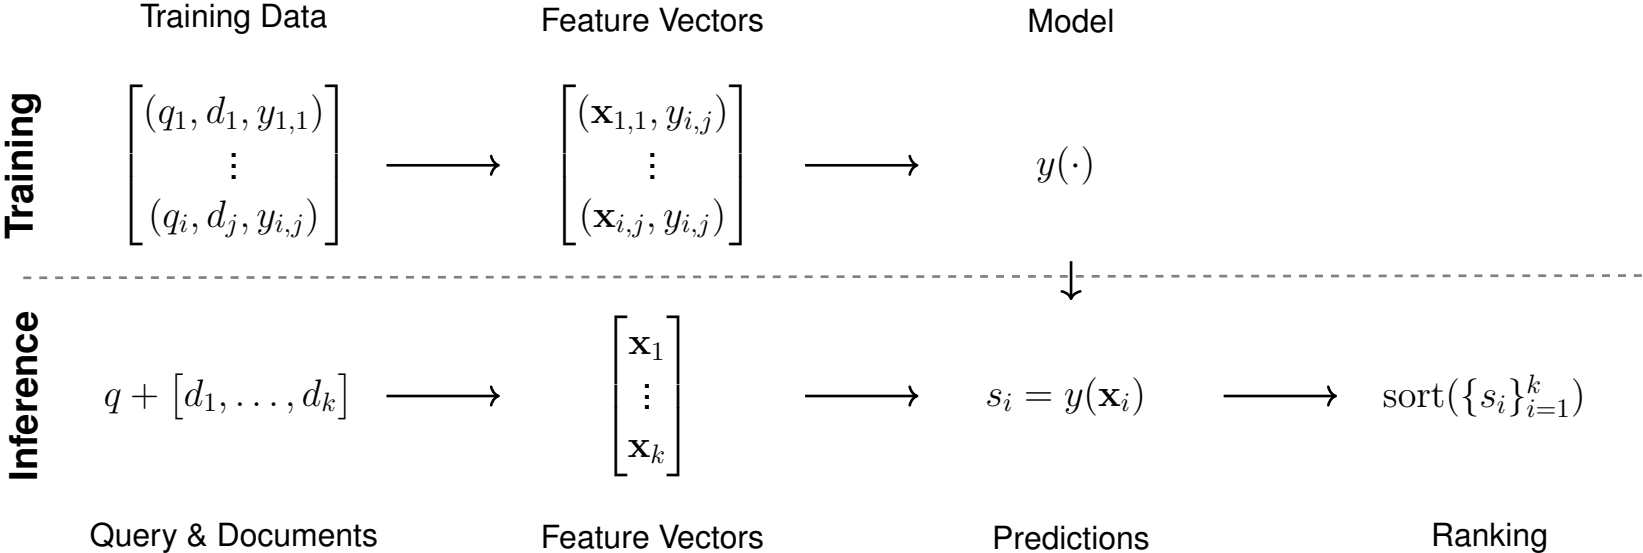 Training Data Feature Vectors Model
Training
(q_1, d_1, y_{1,1})
⋮
(q_i, d_j, y_{i,j})
(𝐱_{1,1}, y_{i,j})
⋮
(𝐱_{i,j}, y_{i,j})
y(·)
Inference
q + [d_1, …, d_k]
𝐱_1
⋮
𝐱_k
s_i = y(𝐱_i)
sort({s_i}_{i=1}^k)
Query & Documents Feature Vectors Predictions Ranking